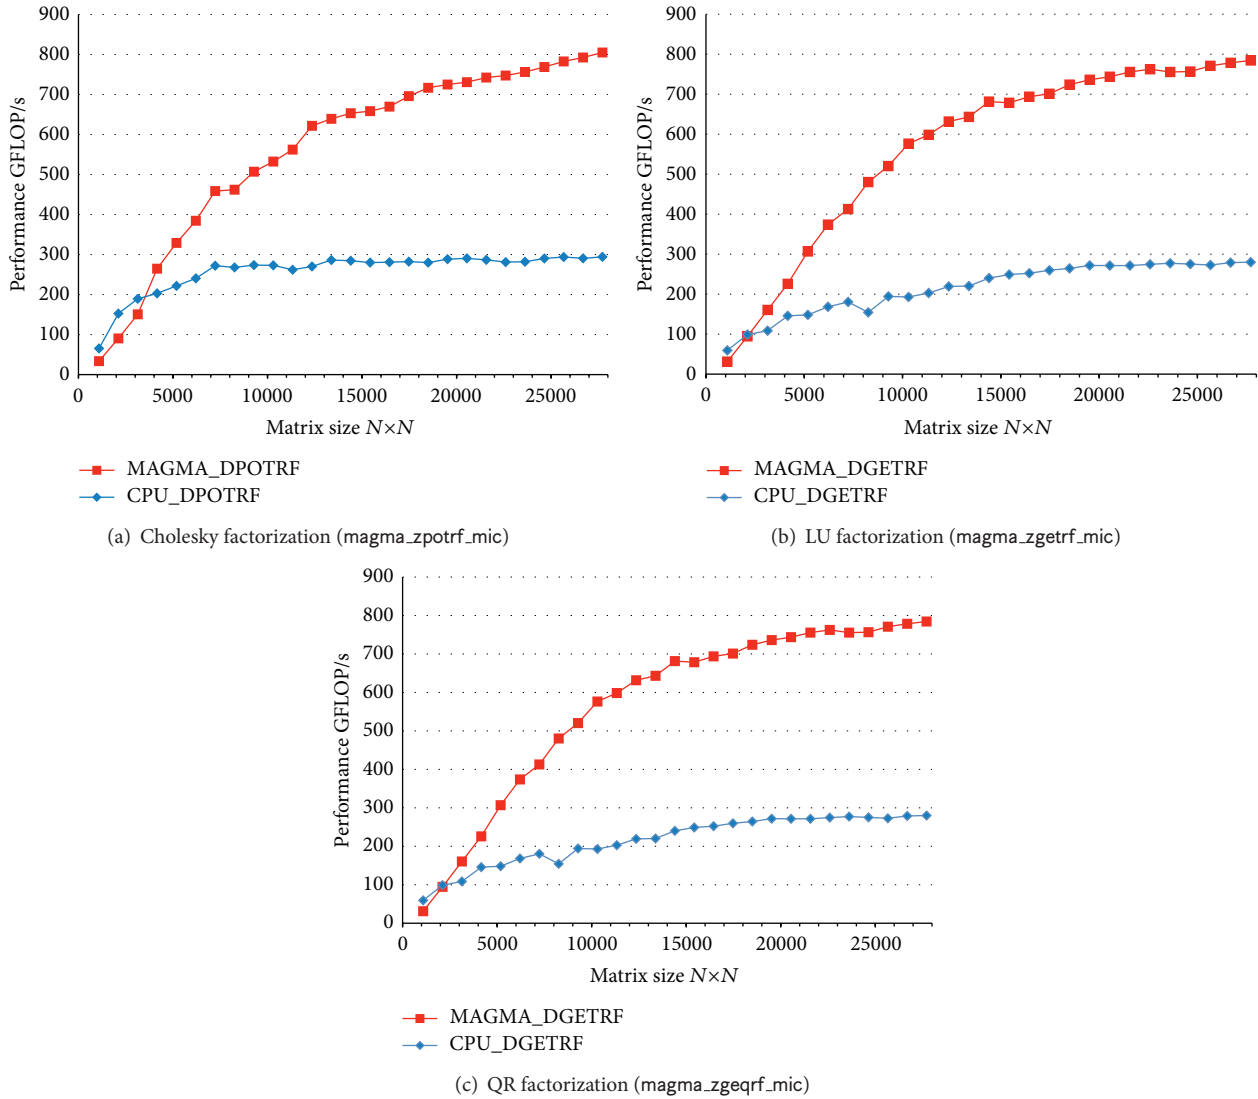 900
800
700
600
500
400
300
200
100
0
Performance GFLOP/s
0 5000 10000 15000 20000 25000
Matrix size N×N
MAGMA_DPOTRF
CPU_DPOTRF
(a) Cholesky factorization (magma_zpotrf_mic)
900
800
700
600
500
400
300
200
100
0
Performance GFLOP/s
0 5000 10000 15000 20000 25000
Matrix size N×N
MAGMA_DGETRF
CPU_DGETRF
(b) LU factorization (magma_zgetrf_mic)
900
800
700
600
500
400
300
200
100
0
Performance GFLOP/s
0 5000 10000 15000 20000 25000
Matrix size N×N
MAGMA_DGETRF
CPU_DGETRF
(c) QR factorization (magma_zgeqrf_mic)